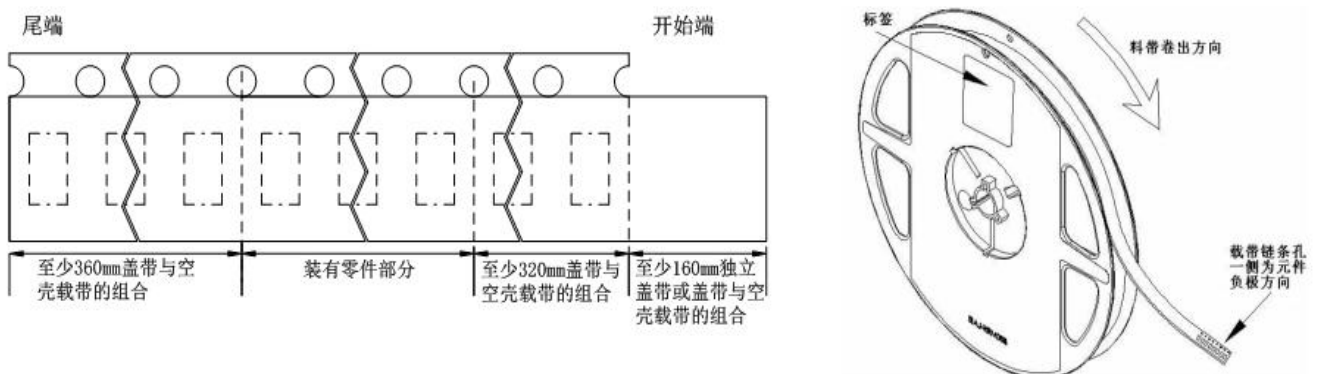 尾端
开始端
至少360mm盖带与空
壳载带的组合
装有零件部分
至少320mm盖带与
空壳载带的组合
至少160mm独立
盖带或盖带与空
壳载带的组合
标签
料带卷出方向
载带链条孔
一侧为元件
负极方向